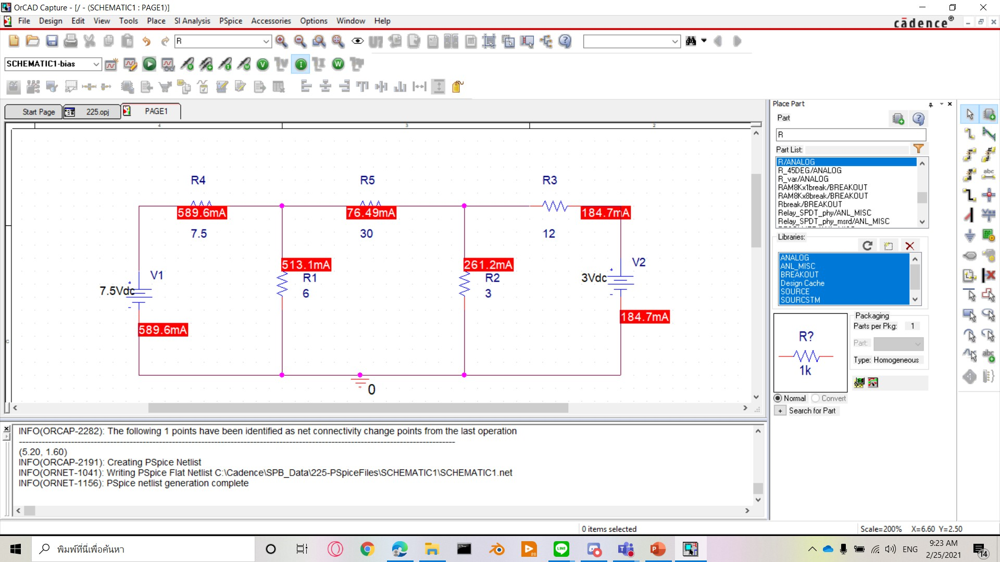 OrCAD Capture - [/ - (SCHEMATIC1 : PAGE1)]
File Design Edit View Tools Place SI Analysis PSpice Accessories Options Window Help
cādence®
R
SCHEMATIC1-bias
Start Page
225.opj
PAGE1
4 3 2
R4 R5 R3
589.6mA 76.49mA 184.7mA
7.5 30 12
513.1mA 261.2mA
V1 R1 R2 V2
7.5Vdc 6 3 3Vdc
+ - + -
589.6mA 184.7mA
C
0
Place Part
Part
R
Part List:
R/ANALOG
R_45DEG/ANALOG
R_var/ANALOG
RAM8Kx1break/BREAKOUT
RAM8Kx8break/BREAKOUT
Rbreak/BREAKOUT
Relay_SPDT_phy/ANL_MISC
Relay_SPDT_phy_msrd/ANL_MISC
Libraries:
ANALOG
ANL_MISC
BREAKOUT
Design Cache
SOURCE
SOURCSTM
R?
1k
Packaging
Parts per Pkg: 1
Part:
Type: Homogeneous
Normal Convert
+ Search for Part
INFO(ORCAP-2282): The following 1 points have been identified as net connectivity change points from the last operation
(5.20, 1.60)
INFO(ORCAP-2191): Creating PSpice Netlist
INFO(ORNET-1041): Writing PSpice Flat Netlist C:\Cadence\SPB_Data\225-PSpiceFiles\SCHEMATIC1\SCHEMATIC1.net
INFO(ORNET-1156): PSpice netlist generation complete
0 items selected
Scale=200% X=6.60 Y=2.50
พิมพ์ที่นี่เพื่อค้นหา
ENG
9:23 AM
2/25/2021
14